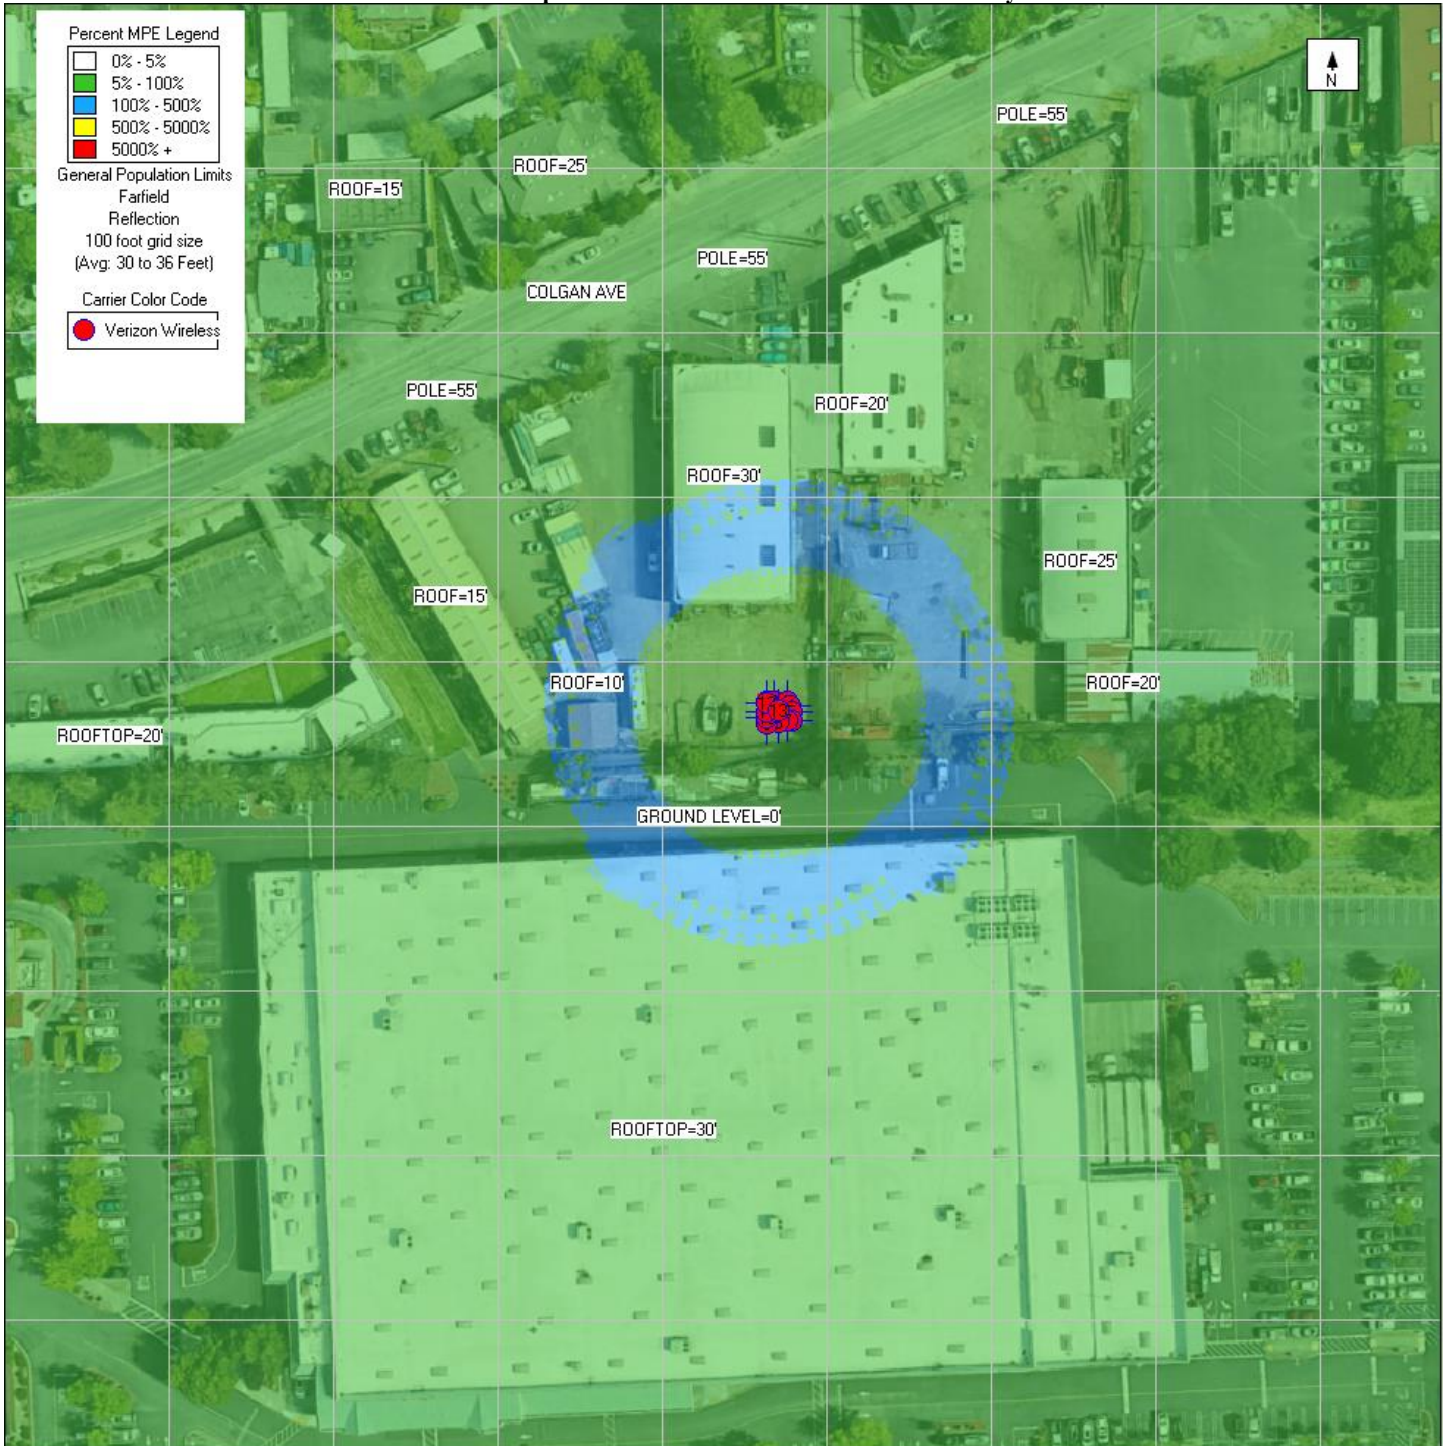 Percent MPE Legend
0% - 5%
5% - 100%
100% - 500%
500% - 5000%
5000% +
General Population Limits
Farfield
Reflection
100 foot grid size
(Avg: 30 to 36 Feet)
Carrier Color Code
Verizon Wireless
N
POLE=55'
ROOF=25'
ROOF=15'
POLE=55'
COLGAN AVE
POLE=55'
ROOF=20'
ROOF=30'
ROOF=25'
ROOF=15'
ROOF=10'
ROOF=20'
ROOFTOP=20'
GROUND LEVEL=0'
ROOFTOP=30'